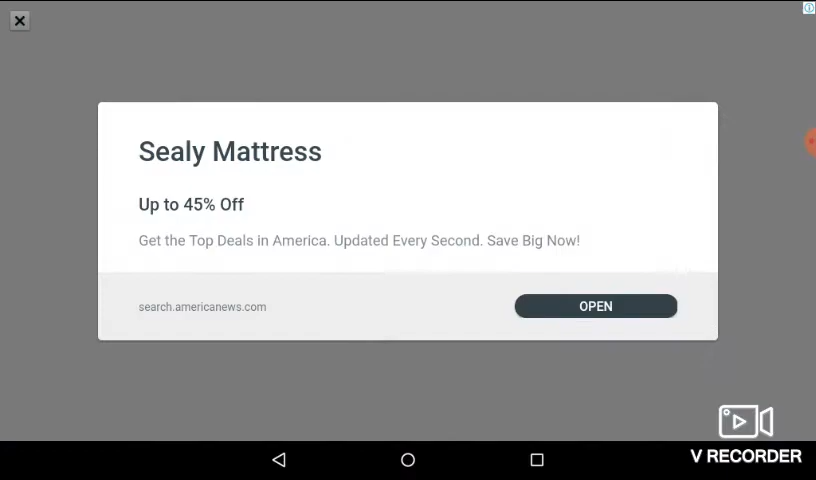 Sealy Mattress
Up to 45% Off
Get the Top Deals in America. Updated Every Second. Save Big Now!
search.americanews.com
OPEN
V RECORDER